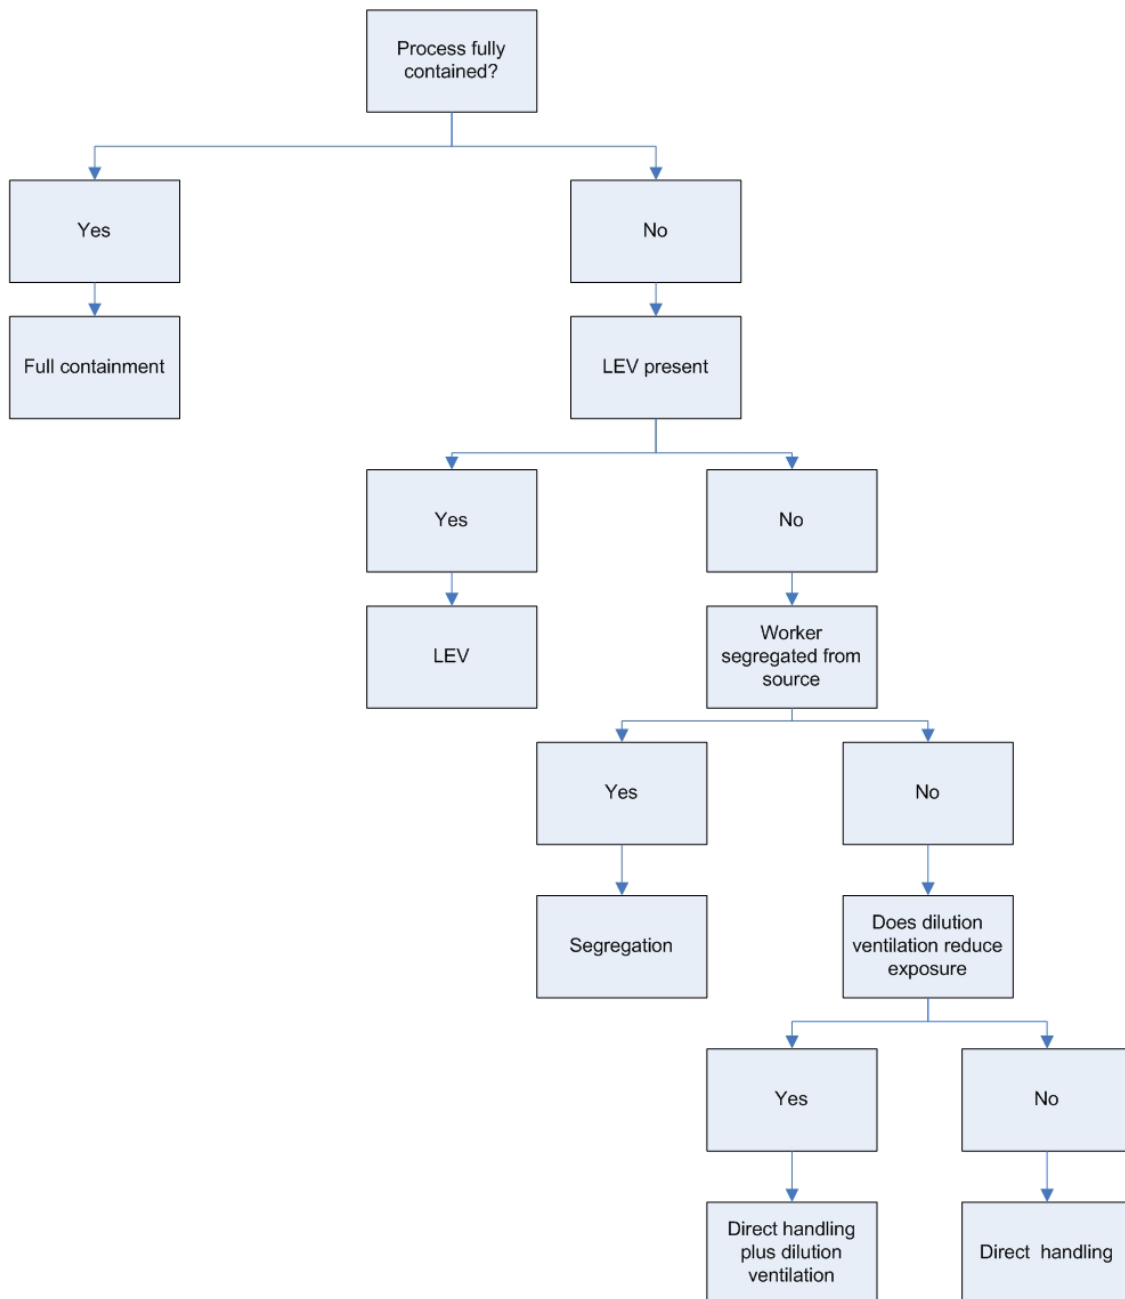 Process fully
contained?
Yes
No
Full containment
LEV present
Yes
No
LEV
Worker
segregated from
source
Yes
No
Segregation
Does dilution
ventilation reduce
exposure
Yes
No
Direct handling
plus dilution
ventilation
Direct handling